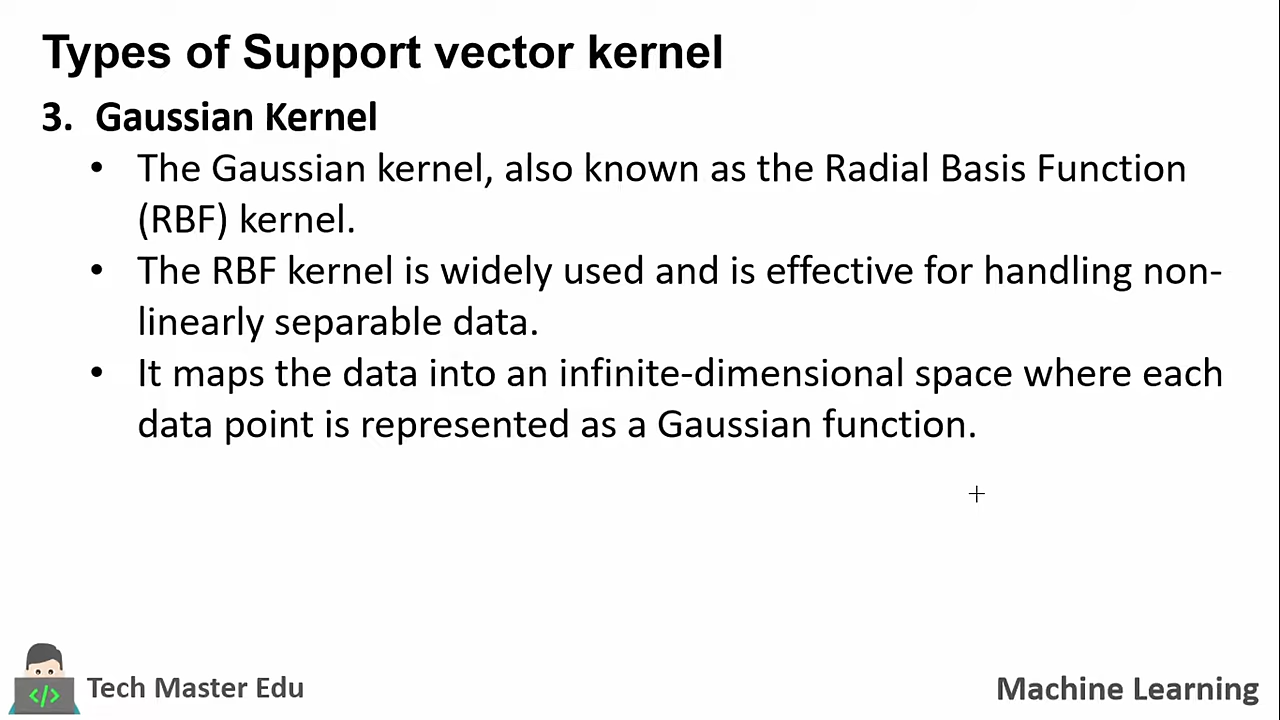 Types of Support vector kernel
3. Gaussian Kernel
• The Gaussian kernel, also known as the Radial Basis Function
(RBF) kernel.
• The RBF kernel is widely used and is effective for handling non-
linearly separable data.
• It maps the data into an infinite-dimensional space where each
data point is represented as a Gaussian function.
</>
Tech Master Edu
Machine Learning